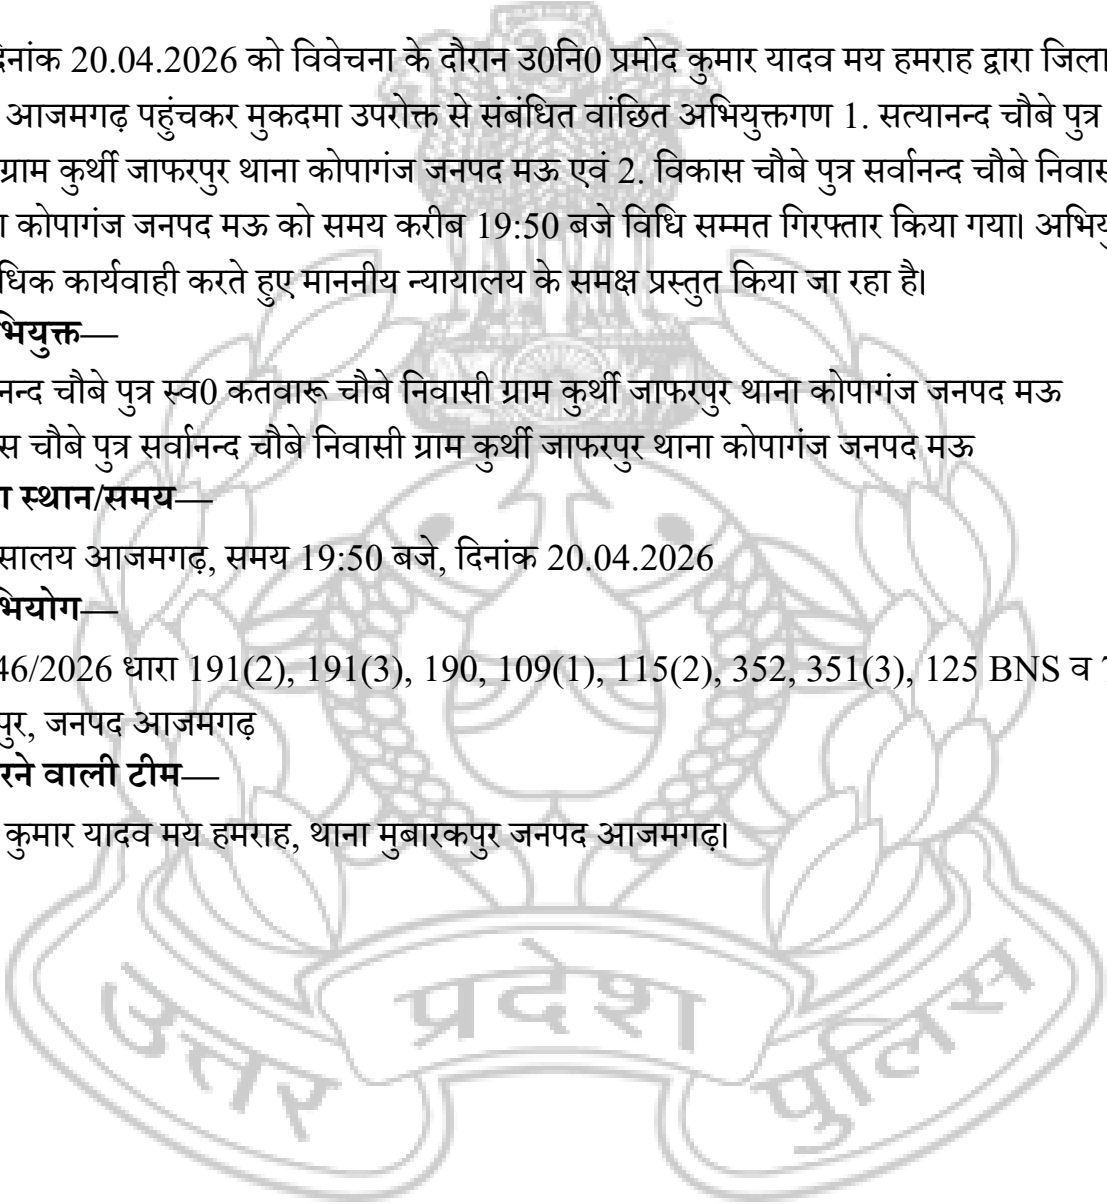 दिनांक 20.04.2026 को विवेचना के दौरान उ0नि0 प्रमोद कुमार यादव मय हमराह द्वारा जिला
आजमगढ़ पहुंचकर मुकदमा उपरोक्त से संबंधित वांछित अभियुक्तगण 1. सत्यानन्द चौबे पुत्र
ग्राम कुर्थी जाफरपुर थाना कोपागंज जनपद मऊ एवं 2. विकास चौबे पुत्र सर्वानन्द चौबे
कोपागंज जनपद मऊ को समय करीब 19:50 बजे विधि सम्मत गिरफ्तार किया गया।
धिक कार्यवाही करते हुए माननीय न्यायालय के समक्ष प्रस्तुत किया जा रहा है।
भियुक्त—
नन्द चौबे पुत्र स्व0 कतवारू चौबे निवासी ग्राम कुर्थी जाफरपुर थाना कोपागंज जनपद मऊ
स चौबे पुत्र सर्वानन्द चौबे निवासी ग्राम कुर्थी जाफरपुर थाना कोपागंज जनपद मऊ
स्थान/समय—
सालय आजमगढ़, समय 19:50 बजे, दिनांक 20.04.2026
भियोग—
46/2026 धारा 191(2), 191(3), 190, 109(1), 115(2), 352, 351(3), 125 BNS व
पुर, जनपद आजमगढ़
रने वाली टीम—
कुमार यादव मय हमराह, थाना मुबारकपुर जनपद आजमगढ़।
उत्तर प्रदेश पुलिस